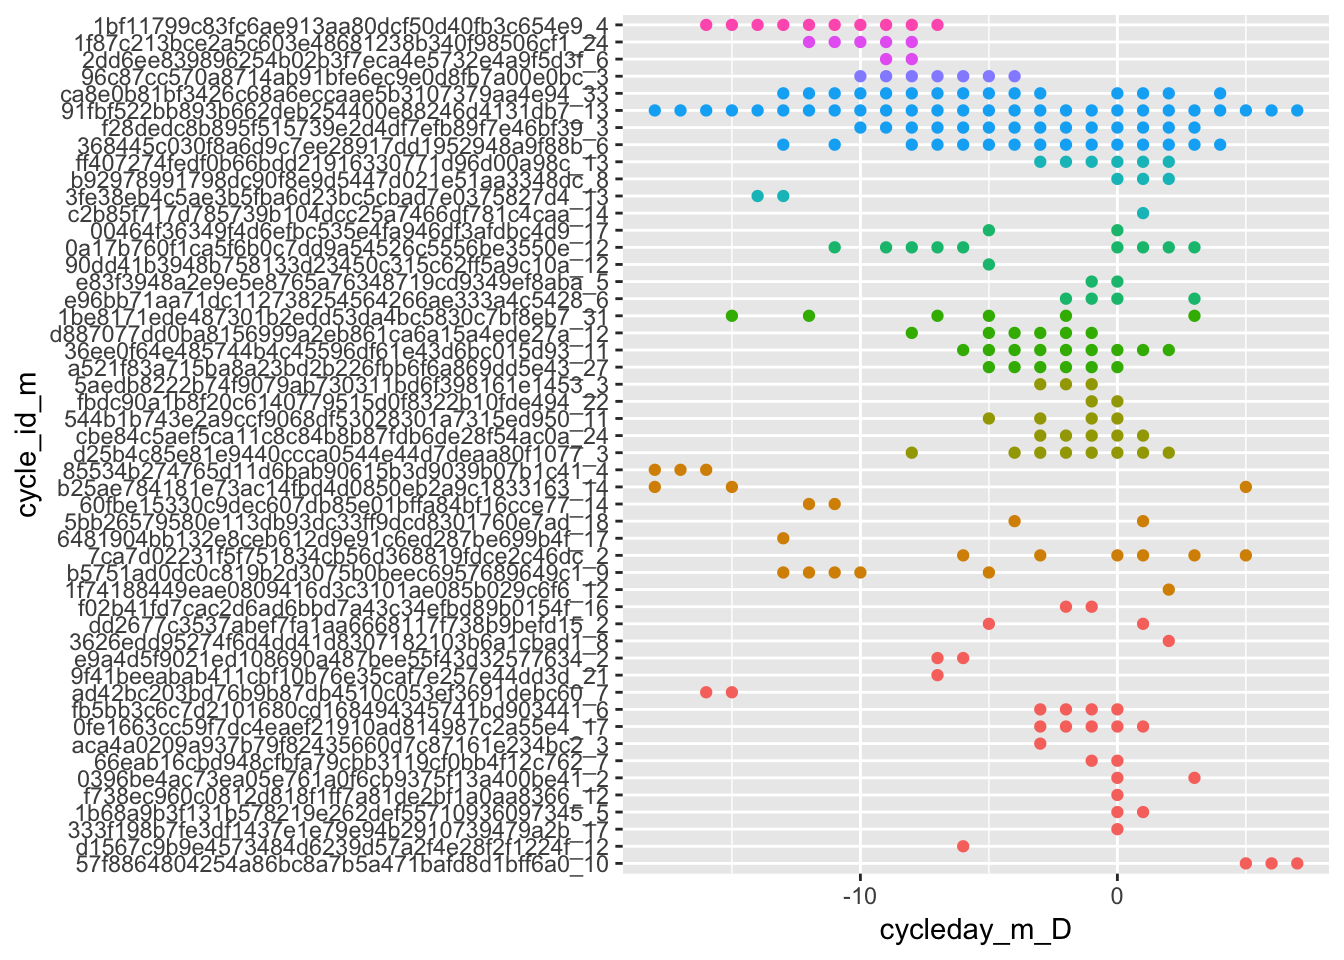 1bf11799c83fc6ae913aa80dcf50d40fb3c654e9_4
1f87c213bce2a5c603e48681238b340f98506cf1_24
2dd6ee839896254b02b3f7eca4e5732e4a9f5d3f_6
96c87cc570a8714ab91bfe6ec9e0d8fb7a00e0bc_3
ca8e0b81bf3426c68a6eccaae5b3107379aa4e94_33
91fbf522bb893b662deb254400e88246d4131db7_13
f28dedc8b895f515739e2d4df7efb89f7e46bf39_3
368445c030f8a6d9c7ee28917dd1952948a9f88b_6
ff407274fedf0b66bdd21916330771d96d00a98c_13
b92978991798dc90f8e9d5447d021e51aa3348dc_8
3fe38eb4c5ae3b5fba6d23bc5cbad7e0375827d4_13
c2b85f717d785739b104dcc25a7466df781c4caa_14
00464f36349f4d6efbc535e4fa946df3afdbc4d9_17
0a17b760f1ca5f6b0c7dd9a54526c5556be3550e_12
90dd41b3948b758133d23450c315c62ff5a9c10a_12
e83f3948a2e9e5e8765a76348719cd9349ef8aba_5
e96bb71aa71dc112738254564266ae333a4c5428_6
1be8171ede487301b2edd53da4bc5830c7bf8eb7_31
d887077dd0ba8156999a2eb861ca6a15a4ede27a_12
36ee0f64e485744b4c45596df61e43d6bc015d93_11
a521f83a715ba8a23bd2b226fbb6f6a869dd5e43_27
5aedb8222b74f9079ab730311bd6f398161e1453_3
fbdc90a1b8f20c6140779515d0f8322b10fde494_22
544b1b743e2a9ccf9068df53028301a7315ed950_11
cbe84c5aef5ca11c8c84b8b87fdb6de28f54ac0a_24
d25b4c85e81e9440ccca0544e44d7deaa80f1077_3
85534b274765d11d6bab90615b3d9039b07b1c41_4
b25ae784181e73ac14fbd4d0850eb2a9c1833163_14
60fbe15330c9dec607db85e01bffa84bf16cce77_14
5bb26579580e113db93dc33ff9dcd8301760e7ad_18
6481904bb132e8ceb612d9e91c6ed287be699b4f_17
7ca7d02231f5f751834cb56d368819fdce2c46dc_2
b5751ad0dc0c819b2d3075b0beec6957689649c1_9
1f74188449eae0809416d3c3101ae085b029c6f6_12
f02b41fd7cac2d6ad6bbd7a43c34efbd89b0154f_16
dd2677c3537abef7fa1aa6668117f738b9befd15_2
3626edd95274f6d4dd41d8307182103b6a1cbad1_8
e9a4d5f9021ed108690a487bee55f43d32577634_2
9f41beeabab411cbf10b76e35caf7e257e44dd3d_21
ad42bc203bd76b9b87db4510c053ef3691debc60_7
fb5bb3c6c7d2101680cd168494345741bd903441_6
0fe1663cc59f7dc4eaef21910ad814987c2a55e4_17
aca4a0209a937b79f82435660d7c87161e234bc2_3
66eab16cbd948cfbfa79cbb3119cf0bb4f12c762_7
0396be4ac73ea05e761a0f6cb9375f13a400be41_2
f738ec960c0812d818f1ff7a81de2bf1a0aa8366_12
1b68a9b3f131b578219e262def55710936097345_5
333f198b7fe3df1437e1e79e94b2910739479a2b_17
d1567c9b9e4573484d6239d57a2f4e28f2f1224f_12
57f8864804254a86bc8a7b5a471bafd8d1bff6a0_10
cycle_id_m
-10 0
cycleday_m_D